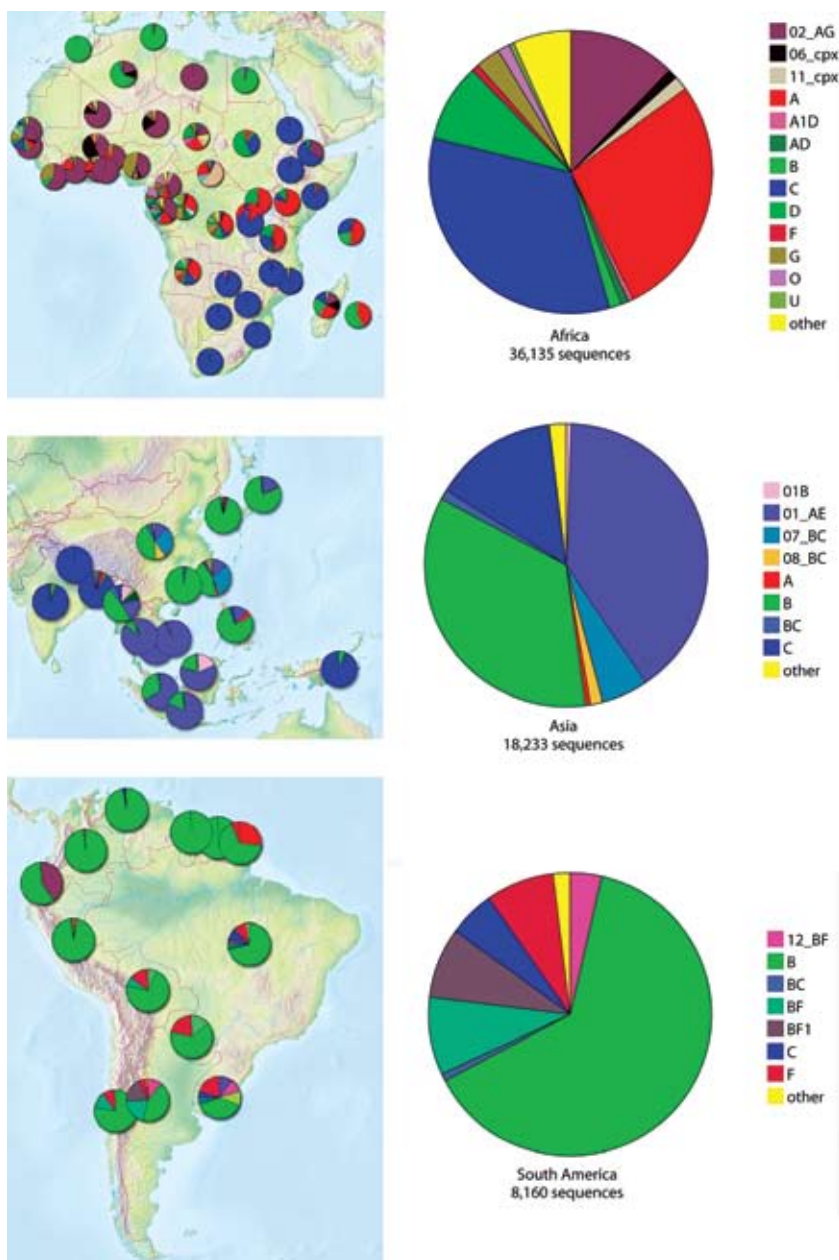 02_AG
06_cpx
11_cpx
A
A1D
AD
B
C
D
F
G
O
U
other
Africa
36,135 sequences
01B
01_AE
07_BC
08_BC
A
B
BC
C
other
Asia
18,233 sequences
12_BF
B
BC
BF
BF1
C
F
other
South America
8,160 sequences